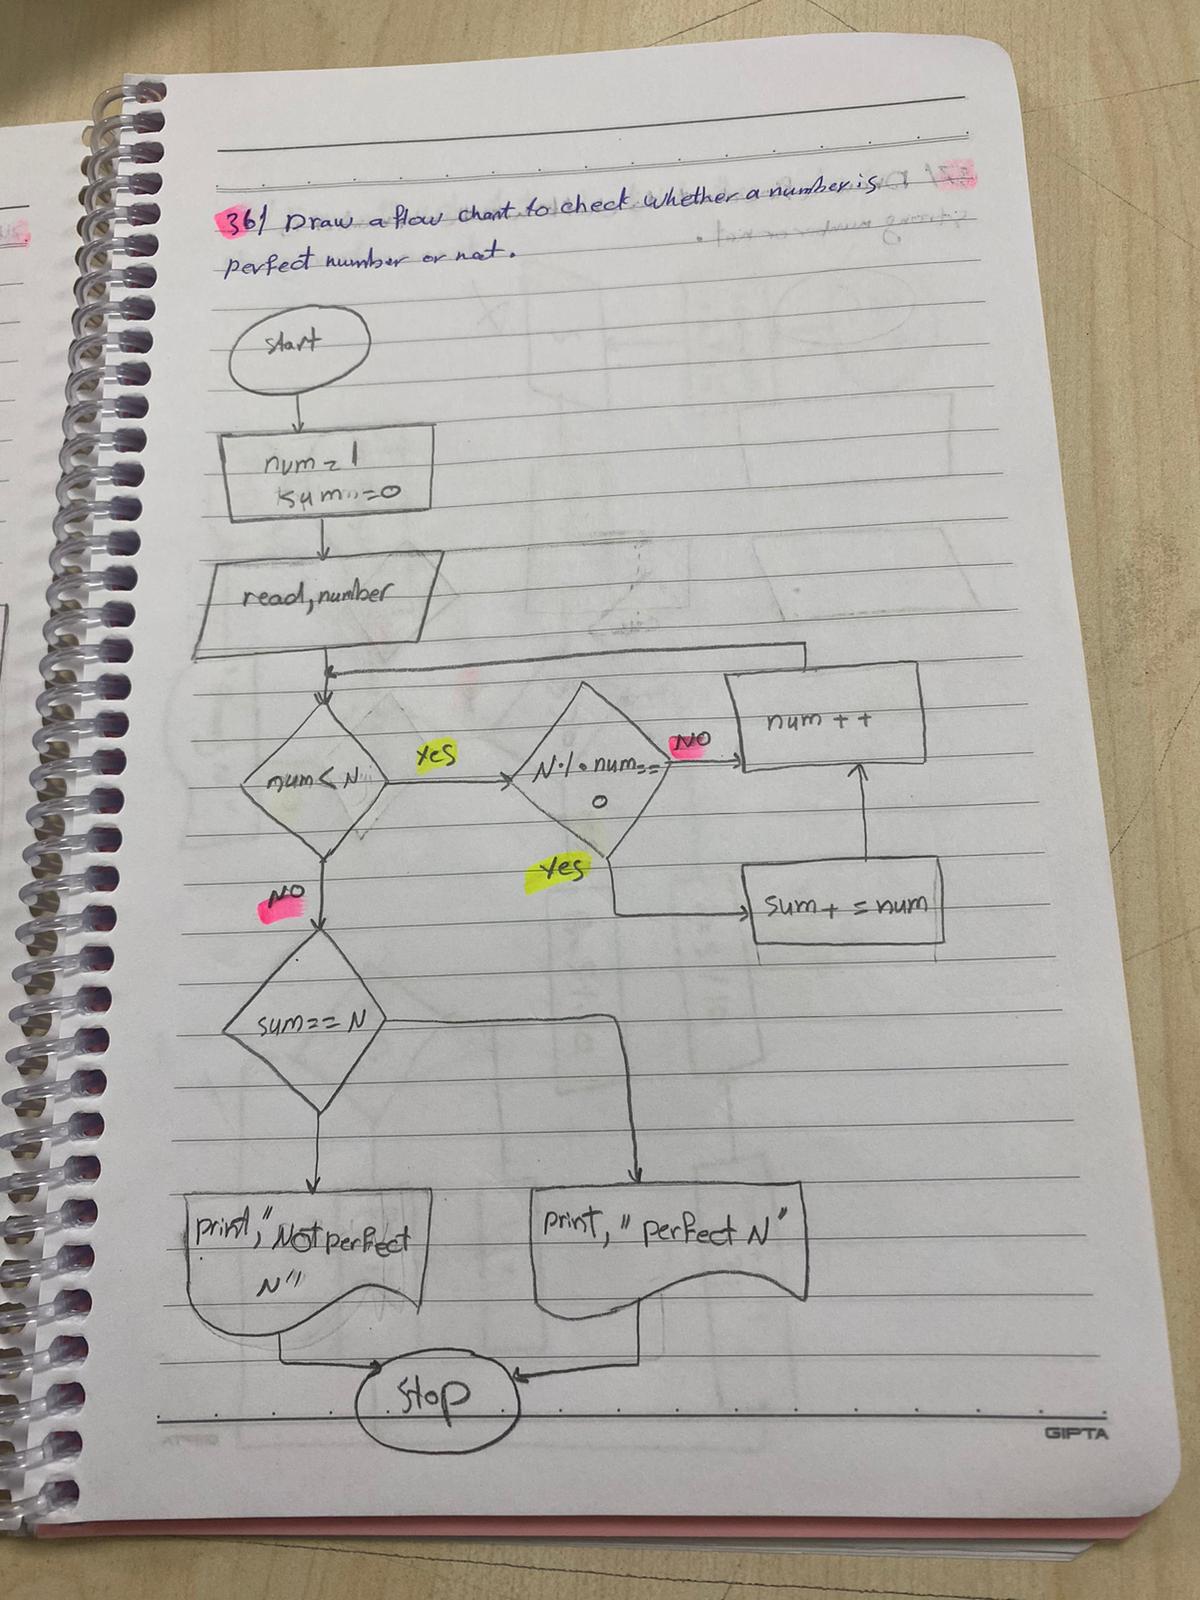 36/ Draw a flow chart to check whether a number is
perfect number or not.
start
num = 1
sum = 0
read, number
num < N
Yes
N % num ==
0
NO
num + +
Yes
sum + = num
NO
sum == N
print, "Not perfect
N"
print, " perfect N"
stop
GIPTA